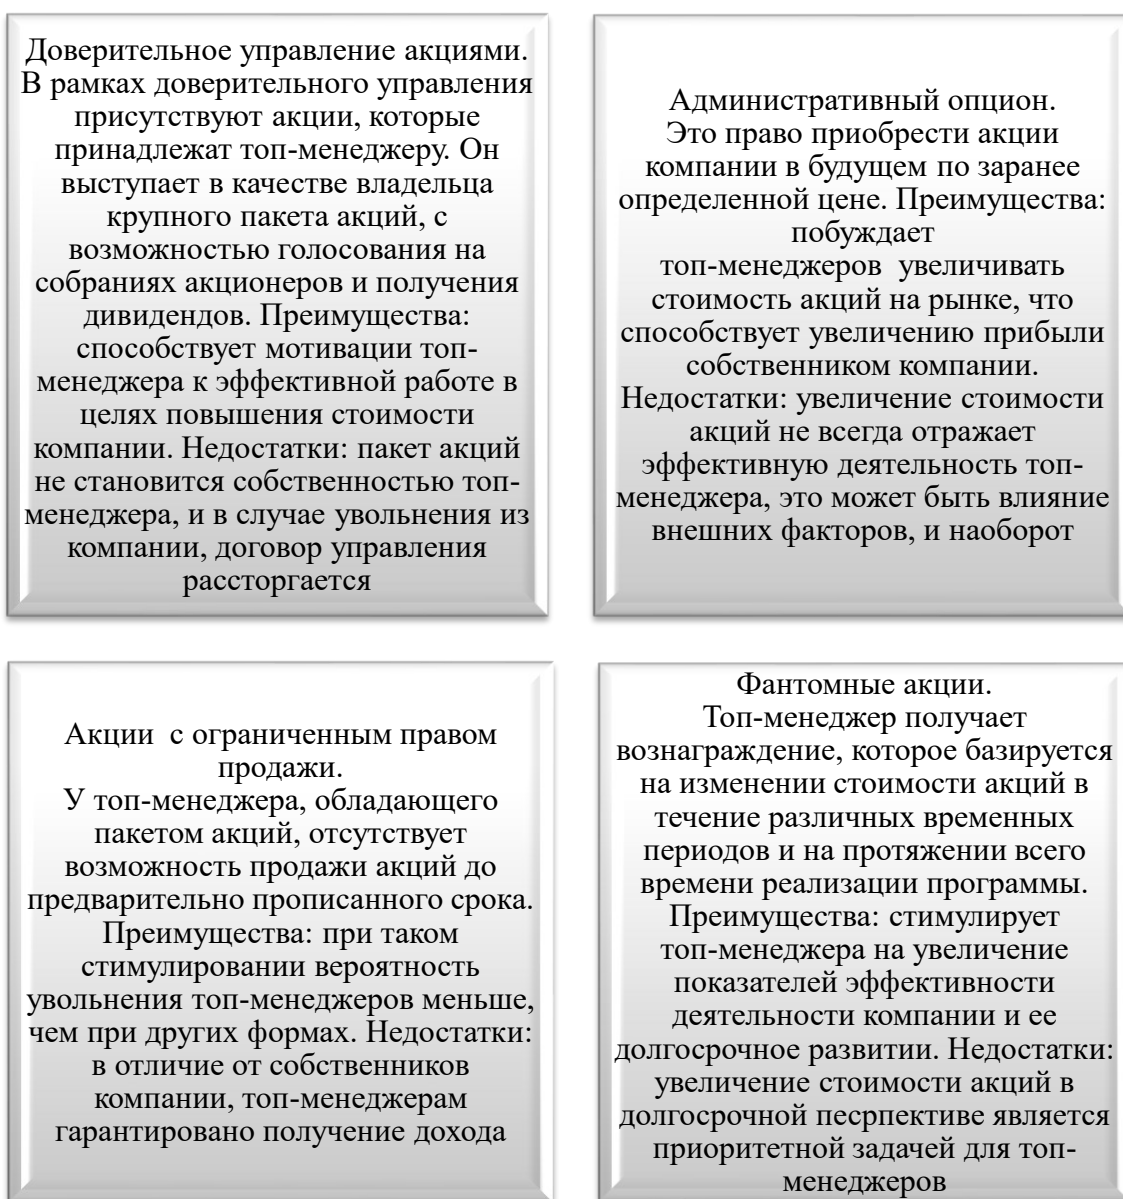 Доверительное управление акциями.
В рамках доверительного управления
присутствуют акции, которые
принадлежат топ-менеджеру. Он
выступает в качестве владельца
крупного пакета акций, с
возможностью голосования на
собраниях акционеров и получения
дивидендов. Преимущества:
способствует мотивации топ-
менеджера к эффективной работе в
целях повышения стоимости
компании. Недостатки: пакет акций
не становится собственностью топ-
менеджера, и в случае увольнения из
компании, договор управления
расторгается
Административный опцион.
Это право приобрести акции
компании в будущем по заранее
определенной цене. Преимущества:
побуждает
топ-менеджеров  увеличивать
стоимость акций на рынке, что
способствует увеличению прибыли
собственником компании.
Недостатки: увеличение стоимости
акций не всегда отражает
эффективную деятельность топ-
менеджера, это может быть влияние
внешних факторов, и наоборот
Акции  с ограниченным правом
продажи.
У топ-менеджера, обладающего
пакетом акций, отсутствует
возможность продажи акций до
предварительно прописанного срока.
Преимущества: при таком
стимулировании вероятность
увольнения топ-менеджеров меньше,
чем при других формах. Недостатки:
в отличие от собственников
компании, топ-менеджерам
гарантировано получение дохода
Фантомные акции.
Топ-менеджер получает
вознаграждение, которое базируется
на изменении стоимости акций в
течение различных временных
периодов и на протяжении всего
времени реализации программы.
Преимущества: стимулирует
топ-менеджера на увеличение
показателей эффективности
деятельности компании и ее
долгосрочное развитии. Недостатки:
увеличение стоимости акций в
долгосрочной песрпективе является
приоритетной задачей для топ-
менеджеров